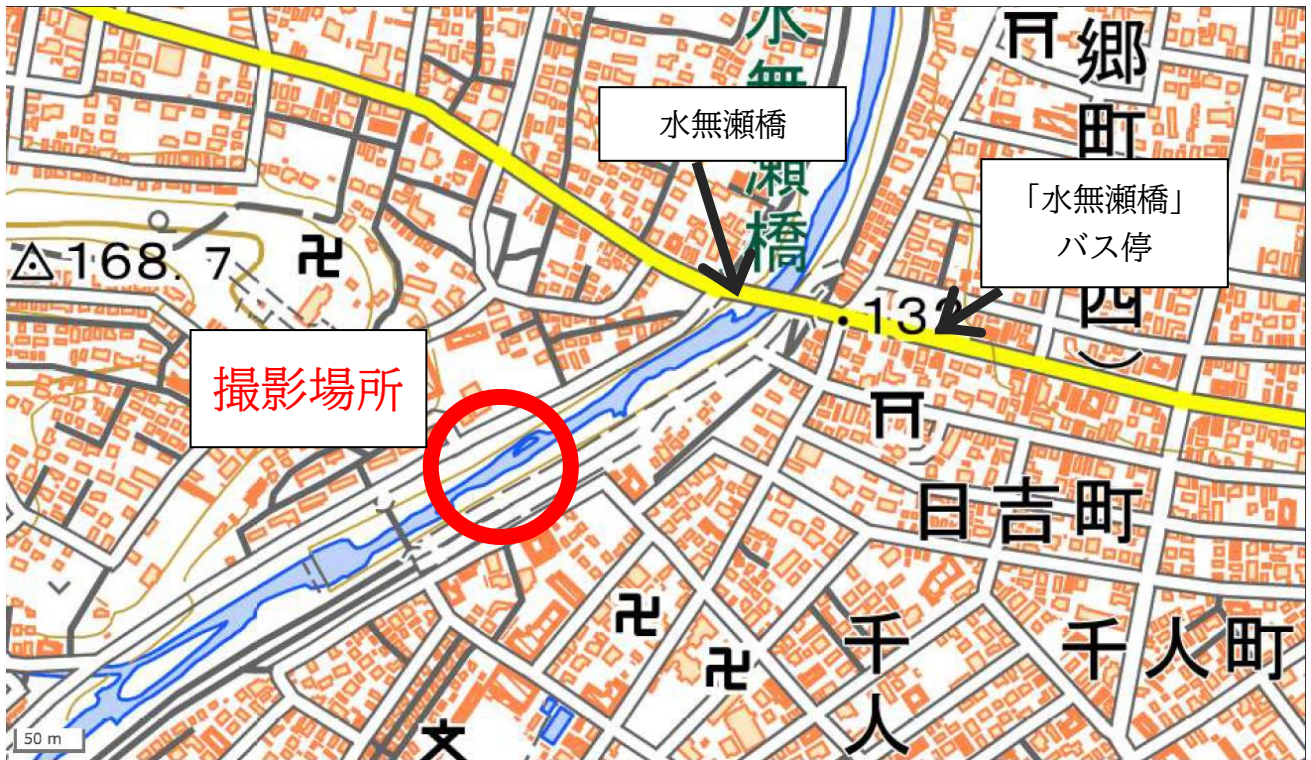 水無瀬橋
郷町(四)
水無瀬橋
「水無瀬橋」
バス停
168.7
・132
撮影場所
日吉町
千人町
千人
文
50 m